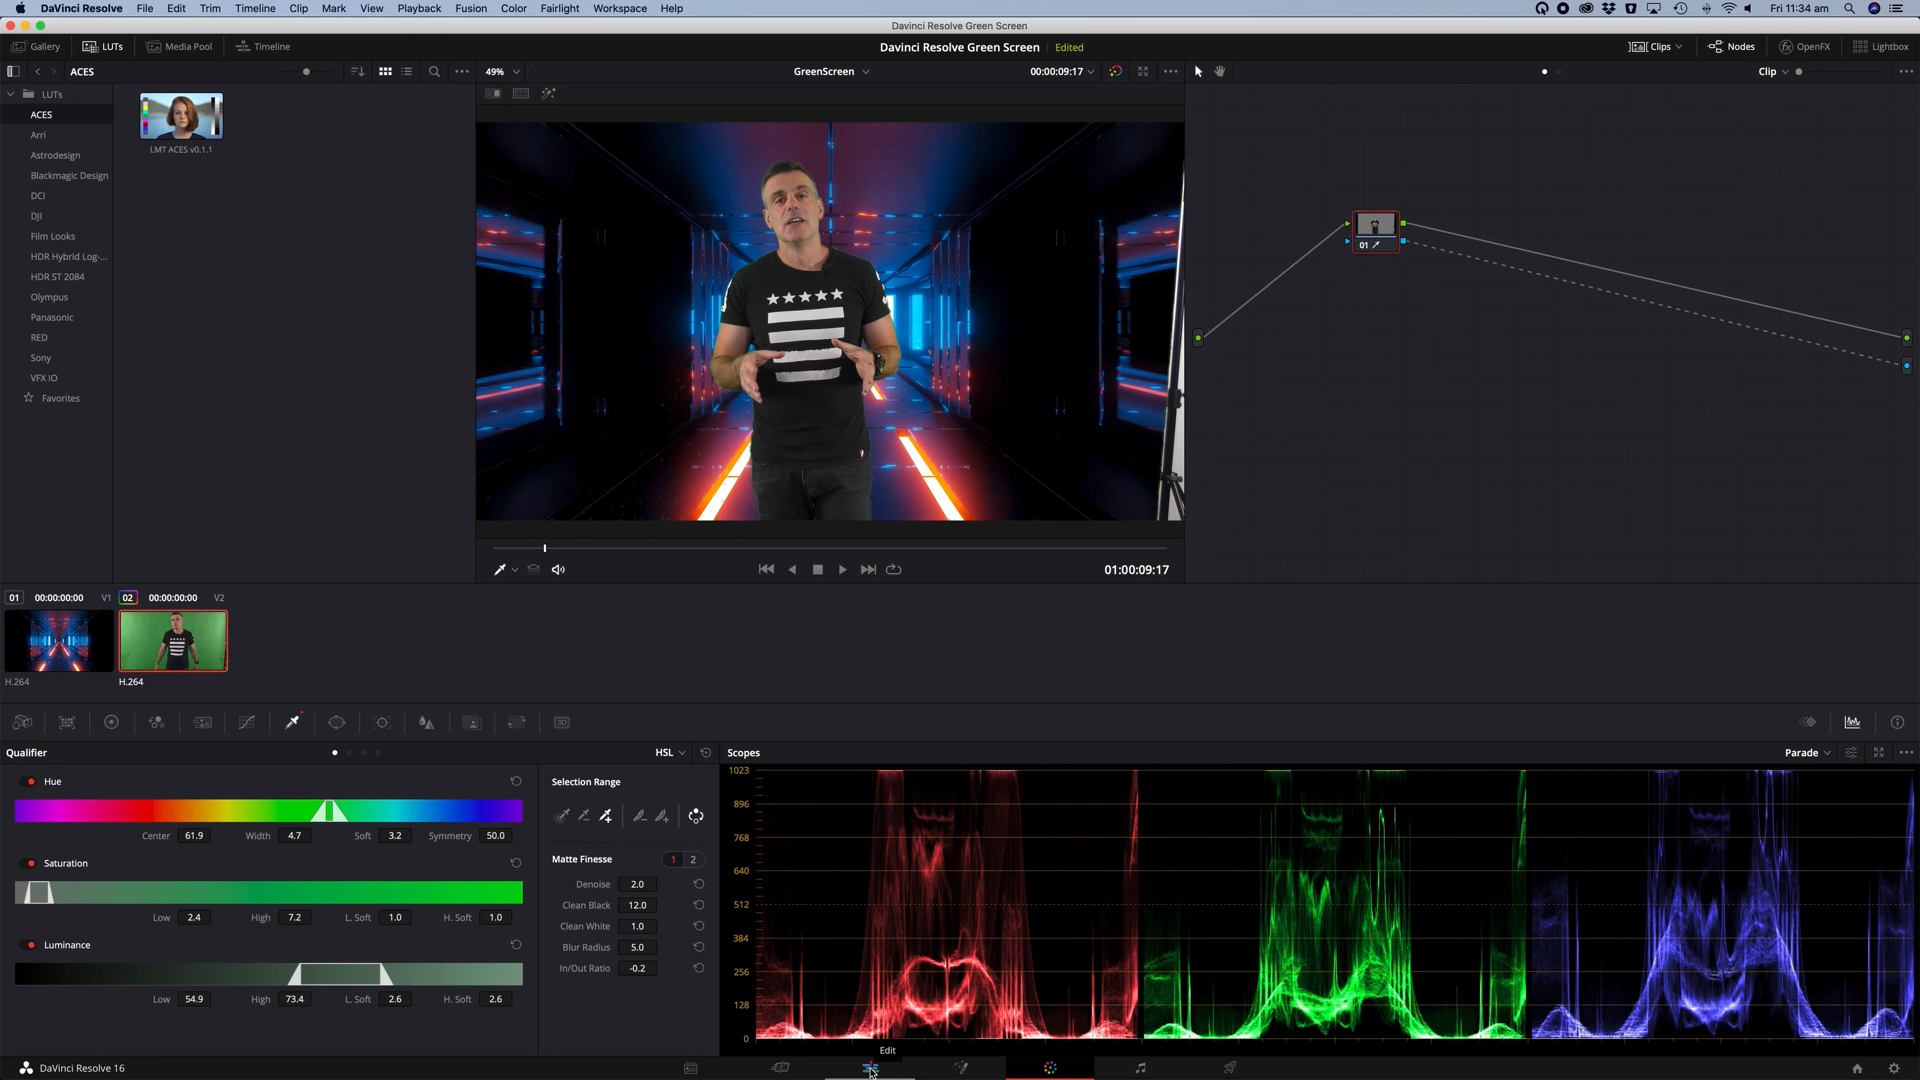 DaVinci Resolve File Edit Trim Timeline Clip Mark View Playback Fusion Color Fairlight Workspace Help Fri 11:34 am
Davinci Resolve Green Screen
Gallery LUTs Media Pool Timeline Davinci Resolve Green Screen Edited Clips Nodes OpenFX Lightbox
ACES 49% GreenScreen 00:00:09:17 Clip
LUTs
ACES
Arri
Astrodesign
Blackmagic Design
DCI
DJI
Film Looks
HDR Hybrid Log-...
HDR ST 2084
Olympus
Panasonic
RED
Sony
VFX IO
Favorites
LMT ACES v0.1.1
01
01:00:09:17
01 00:00:00:00 V1 02 00:00:00:00 V2
H.264 H.264
Qualifier HSL Scopes Parade
Hue
Center 61.9 Width 4.7 Soft 3.2 Symmetry 50.0
Saturation
Low 2.4 High 7.2 L. Soft 1.0 H. Soft 1.0
Luminance
Low 54.9 High 73.4 L. Soft 2.6 H. Soft 2.6
Selection Range
Matte Finesse 1 2
Denoise 2.0
Clean Black 12.0
Clean White 1.0
Blur Radius 5.0
In/Out Ratio -0.2
1023
896
768
640
512
384
256
128
0
Edit
DaVinci Resolve 16